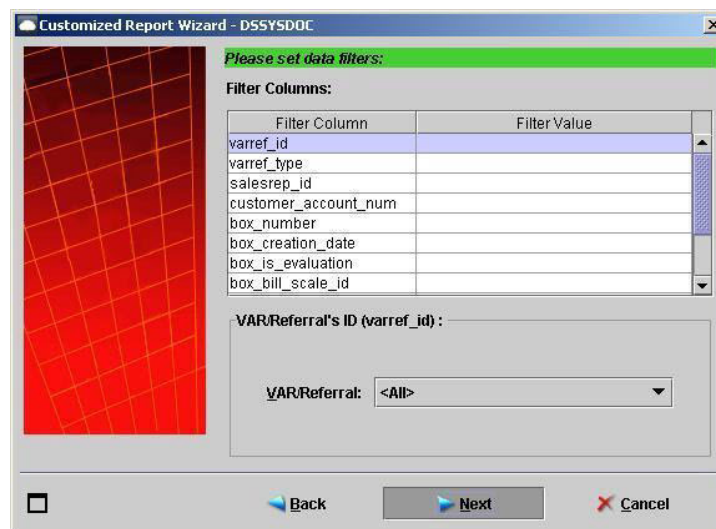 Customized Report Wizard - DSSYSDOC
Please set data filters:
Filter Columns:
Filter Column Filter Value
varref_id
varref_type
salesrep_id
customer_account_num
box_number
box_creation_date
box_is_evaluation
box_bill_scale_id
VAR/Referral's ID (varref_id) :
VAR/Referral: <All>
Back Next Cancel